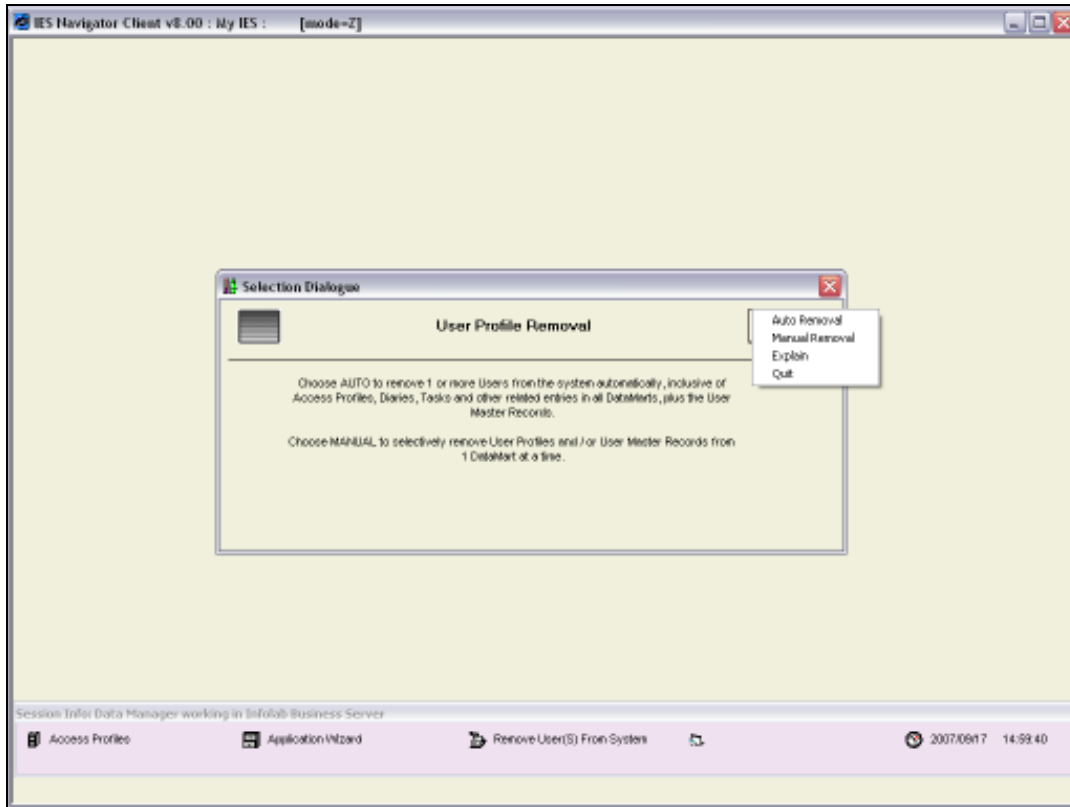 IES Navigator Client v8.00 : My IES : [mode=Z]
Selection Dialogue
User Profile Removal
Auto Removal
Manual Removal
Explain
Quit
Choose AUTO to remove 1 or more Users from the system automatically, inclusive of
Access Profiles, Diaries, Tasks and other related entries in all DataMarts, plus the User
Master Records.
Choose MANUAL to selectively remove User Profiles and / or User Master Records from
1 DataMart at a time.
Session Info: Data Manager working in Infolab Business Server
Access Profiles
Application Wizard
Remove User(S) From System
2007/09/17 14:59:40